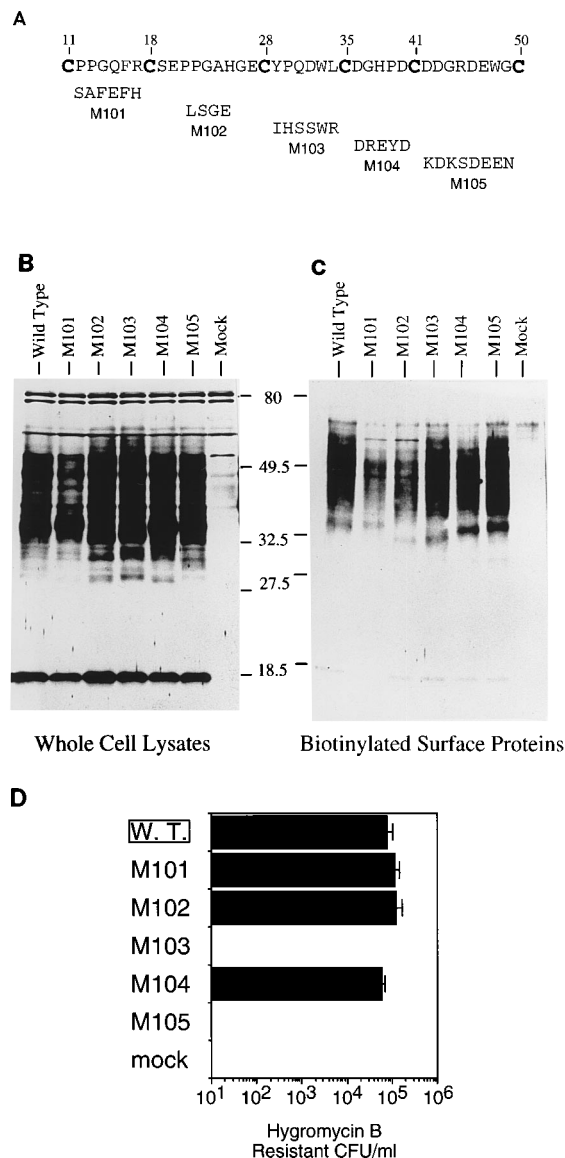 A
11 18 28 35 41 50
CPPGQFRCSEPPGAHGECYPQDWLCDGHPDCDDGRDEWGC
SAFEFH
M101
LSGE
M102
IHSSWR
M103
DREYD
M104
KDKSDEEN
M105
B
Wild Type
M101
M102
M103
M104
M105
Mock
C
Wild Type
M101
M102
M103
M104
M105
Mock
80
49.5
32.5
27.5
18.5
Whole Cell Lysates
Biotinylated Surface Proteins
D
W. T.
M101
M102
M103
M104
M105
mock
10¹ 10² 10³ 10⁴ 10⁵ 10⁶
Hygromycin B
Resistant CFU/ml